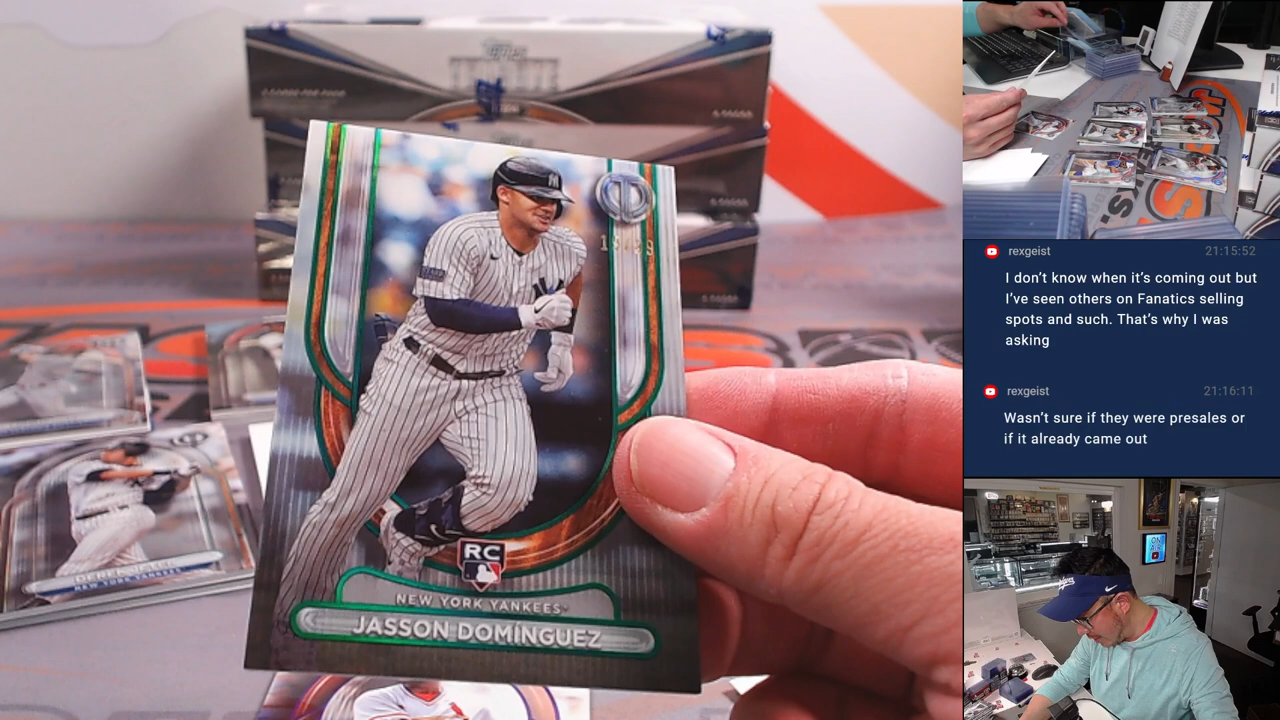 RC
NEW YORK YANKEES
JASSON DOMÍNGUEZ
NEW YORK YANKEES
rexgeist
21:15:52
I don't know when it's coming out but
I've seen others on Fanatics selling
spots and such. That's why I was
asking
rexgeist
21:16:11
Wasn't sure if they were presales or
if it already came out
ON
AIR